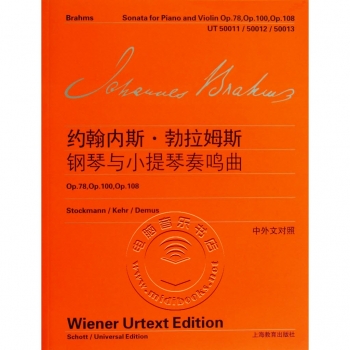 Brahms
Sonata for Piano and Violin Op.78,Op.100,Op.108
UT 50011 / 50012 / 50013
Johannes Brahms
约翰内斯·勃拉姆斯
钢琴与小提琴奏鸣曲
Op.78,Op.100,Op.108
Stockmann / Kehr / Demus
中外文对照
电脑音乐书店
www.midibook.com
Wiener Urtext Edition
Schott / Universal Edition
上海教育出版社